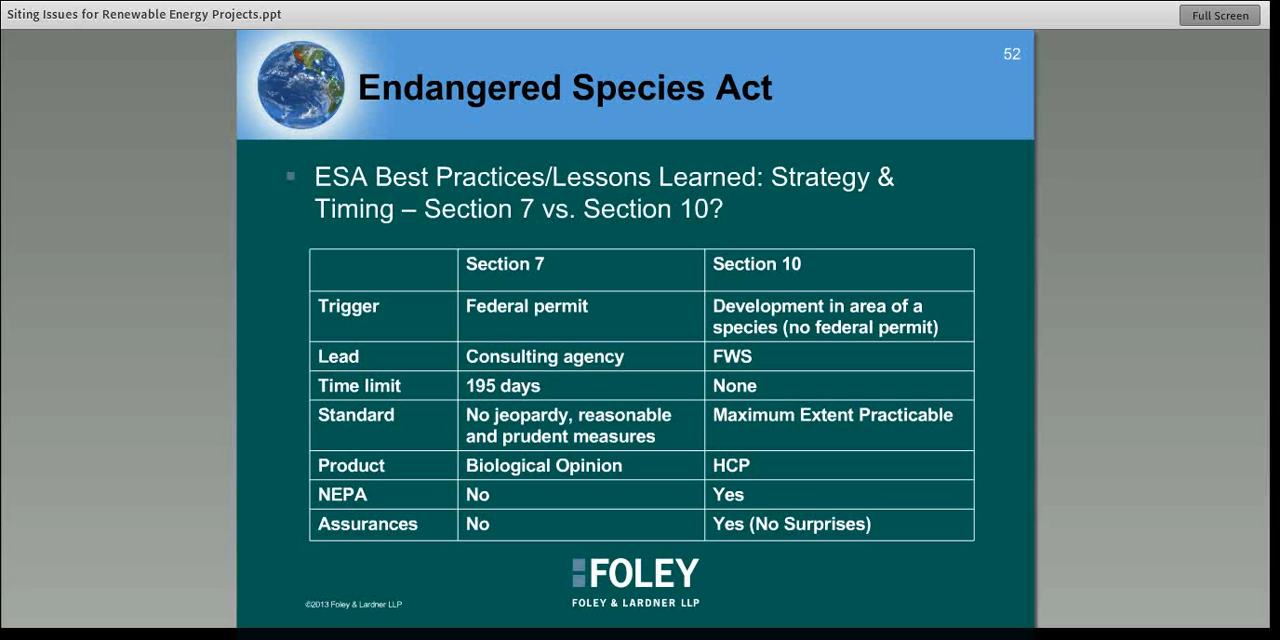 Siting Issues for Renewable Energy Projects.ppt
Full Screen
52
Endangered Species Act
ESA Best Practices/Lessons Learned: Strategy &
Timing – Section 7 vs. Section 10?
Section 7 Section 10
Trigger Federal permit Development in area of a
species (no federal permit)
Lead Consulting agency FWS
Time limit 195 days None
Standard No jeopardy, reasonable Maximum Extent Practicable
and prudent measures
Product Biological Opinion HCP
NEPA No Yes
Assurances No Yes (No Surprises)
FOLEY
FOLEY & LARDNER LLP
©2013 Foley & Lardner LLP